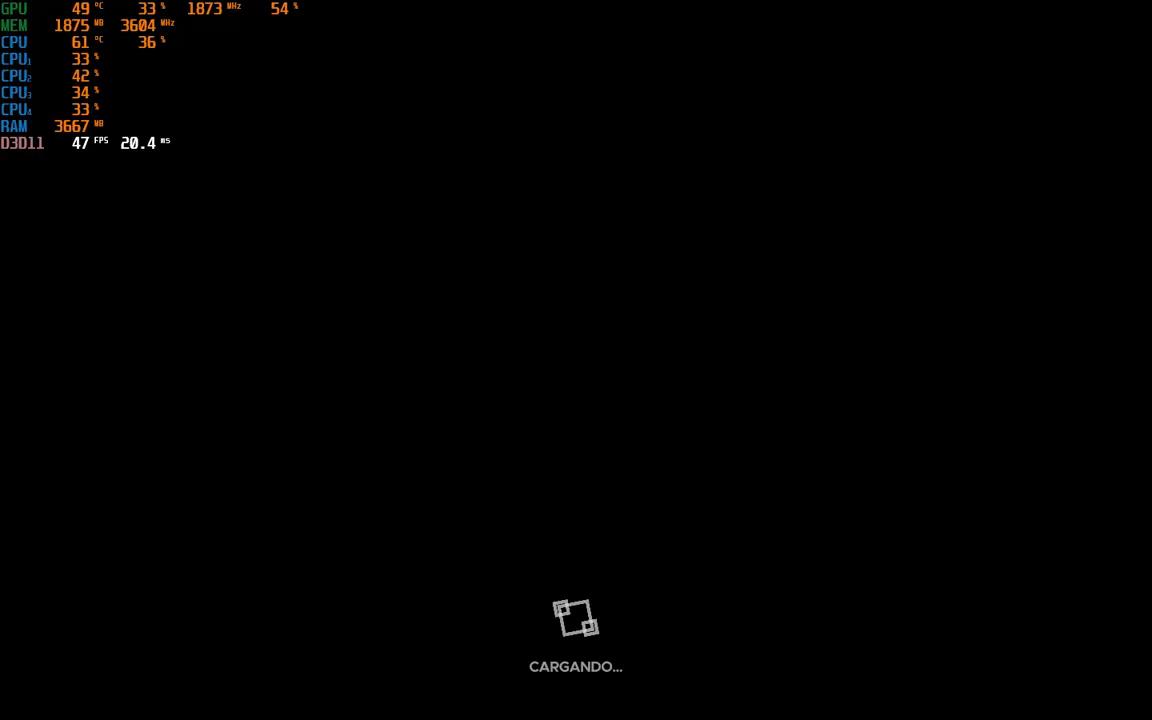 GPU 49 °C 33 % 1873 MHz 54 %
MEM 1875 MB 3604 MHz
CPU 61 °C 36 %
CPU1 33 %
CPU2 42 %
CPU3 34 %
CPU4 33 %
RAM 3667 MB
D3D11 47 FPS 20.4 ms
CARGANDO...